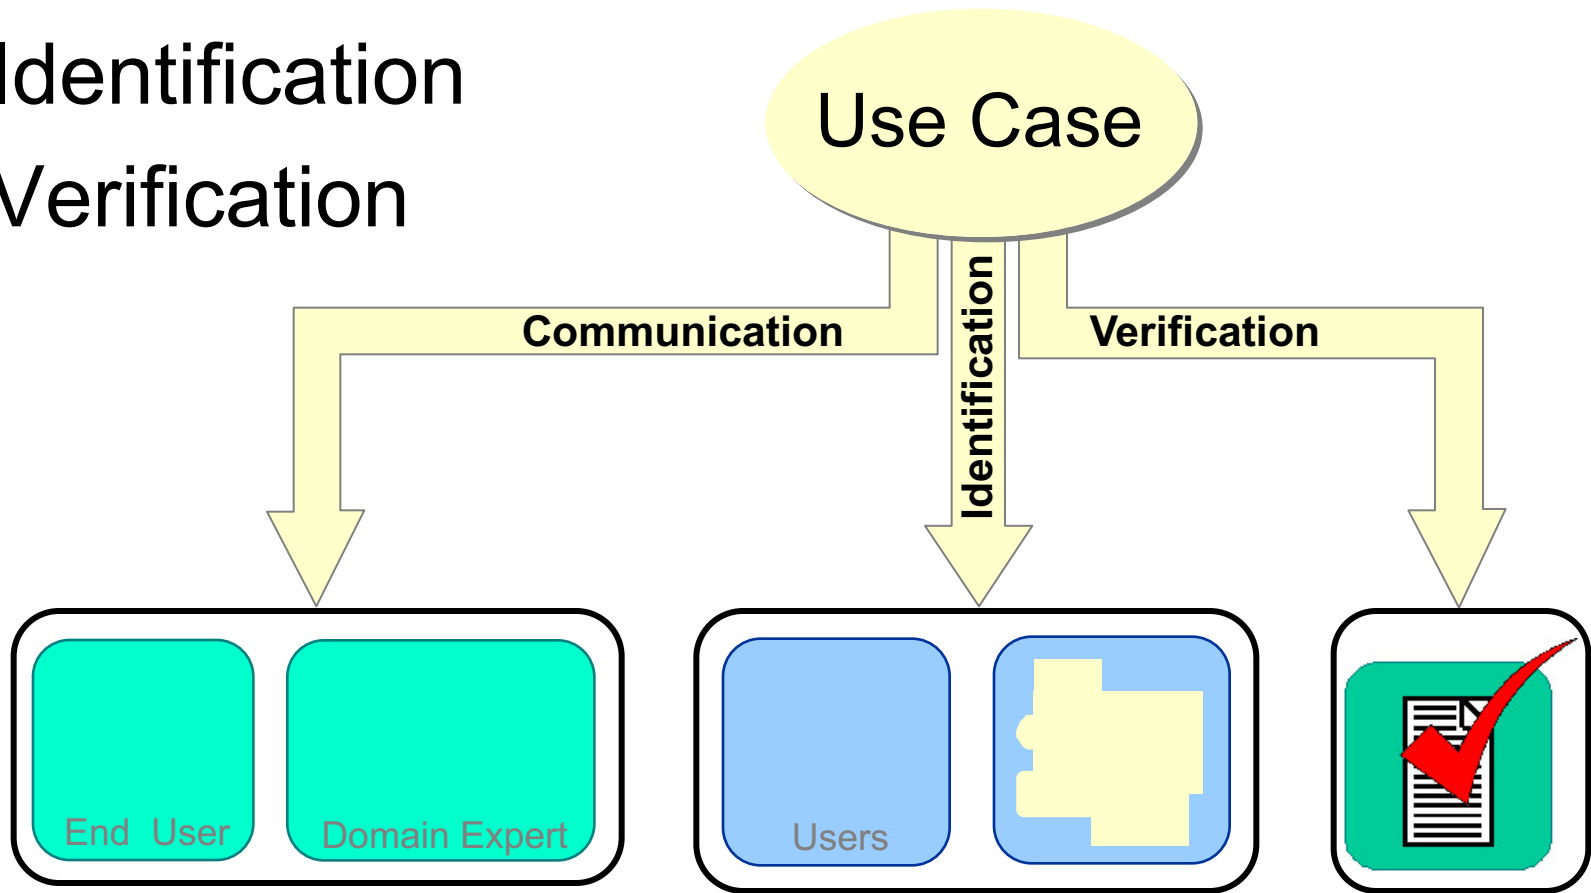 Identification
Verification
Use Case
Communication
Identification
Verification
End User
Domain Expert
Users